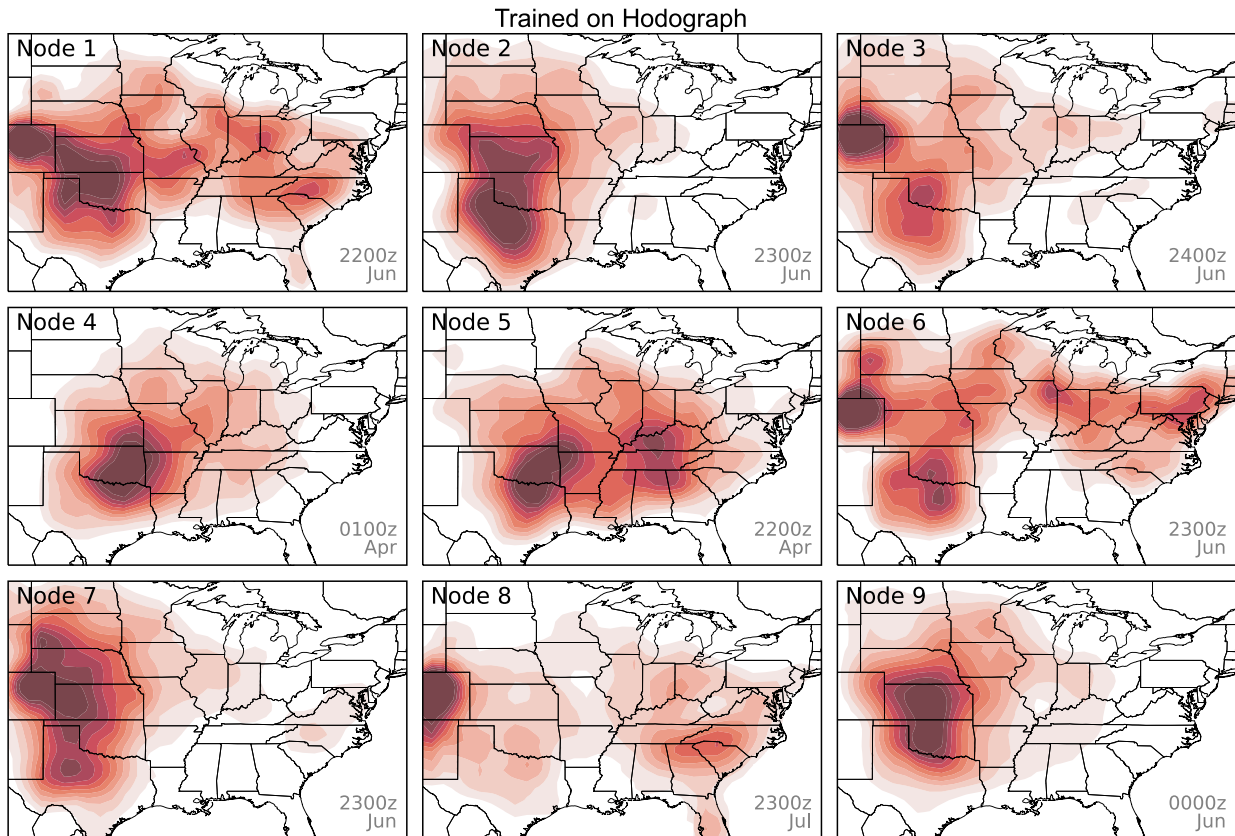 Trained on Hodograph
Node 1
2200z
Jun
Node 2
2300z
Jun
Node 3
2400z
Jun
Node 4
0100z
Apr
Node 5
2200z
Apr
Node 6
2300z
Jun
Node 7
2300z
Jun
Node 8
2300z
Jul
Node 9
0000z
Jun